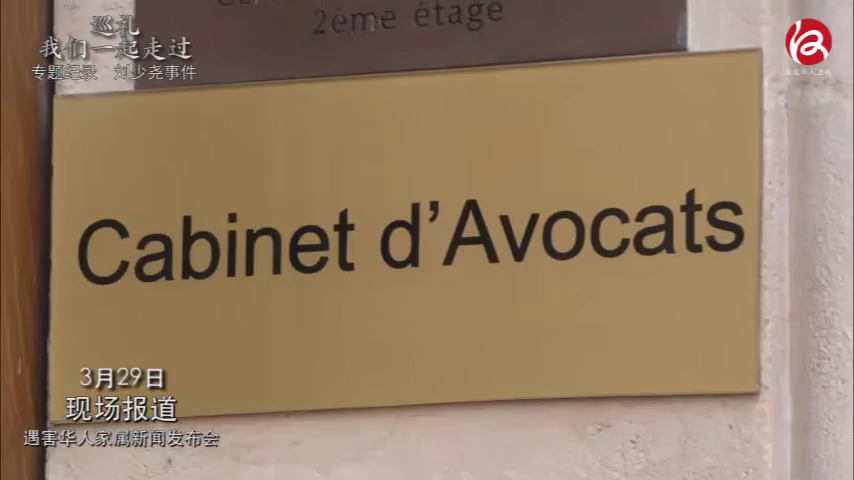 2ème étage
巡礼
我们一起走过
专题纪录 刘少尧事件
Cabinet d'Avocats
3月29日
现场报道
遇害华人家属新闻发布会